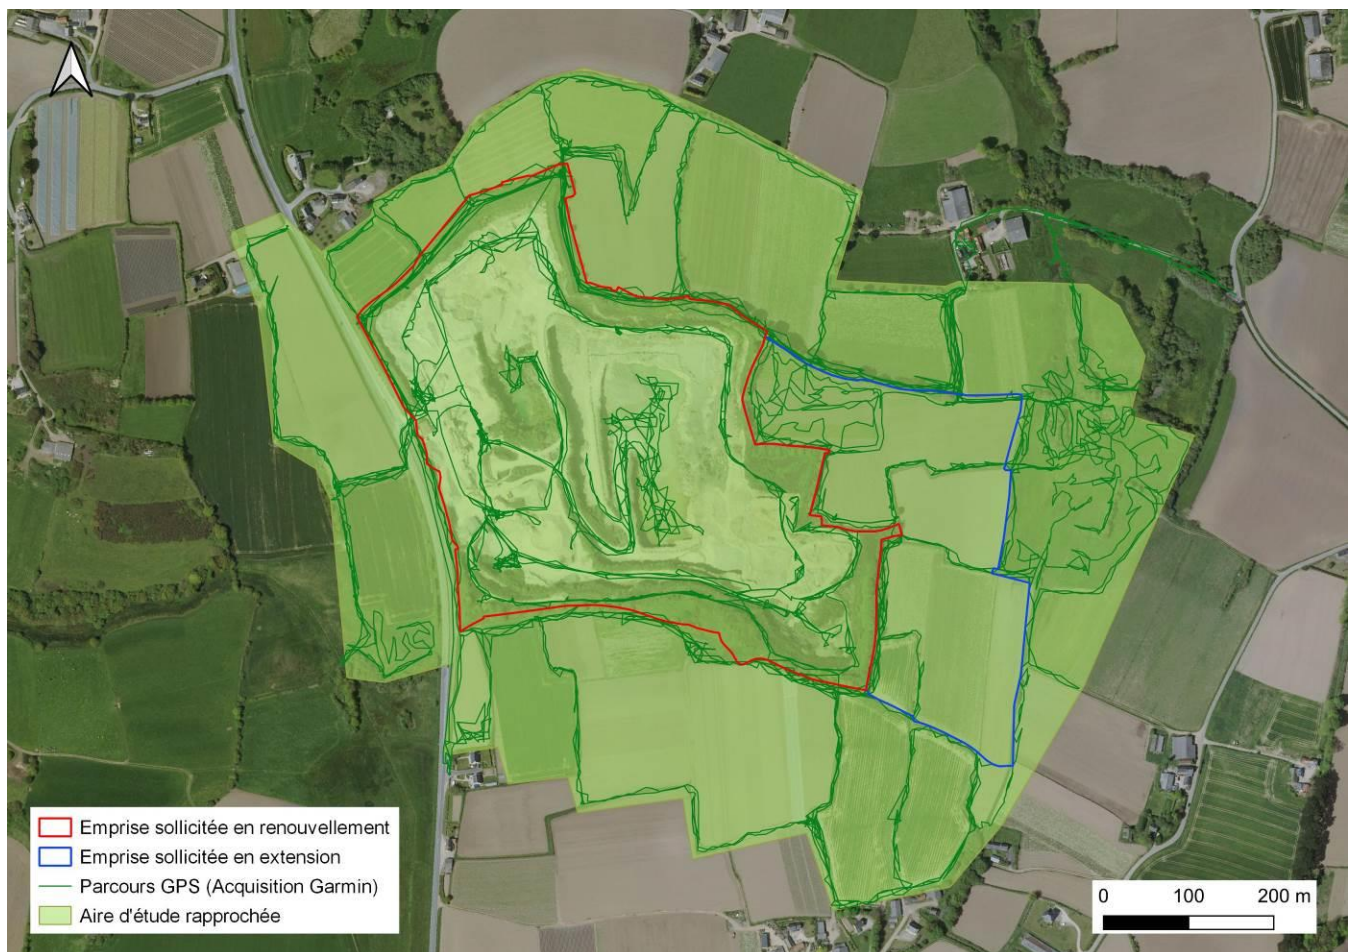 Emprise sollicitée en renouvellement
Emprise sollicitée en extension
Parcours GPS (Acquisition Garmin)
Aire d'étude rapprochée
0 100 200 m